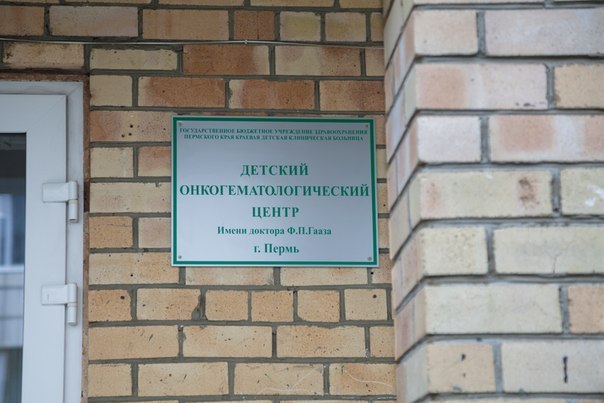 ГОСУДАРСТВЕННОЕ БЮДЖЕТНОЕ УЧРЕЖДЕНИЕ ЗДРАВООХРАНЕНИЯ
ПЕРМСКОГО КРАЯ КРАЕВАЯ ДЕТСКАЯ КЛИНИЧЕСКАЯ БОЛЬНИЦА
ДЕТСКИЙ
ОНКОГЕМАТОЛОГИЧЕСКИЙ
ЦЕНТР
Имени доктора Ф.П.Гааза
г. Пермь